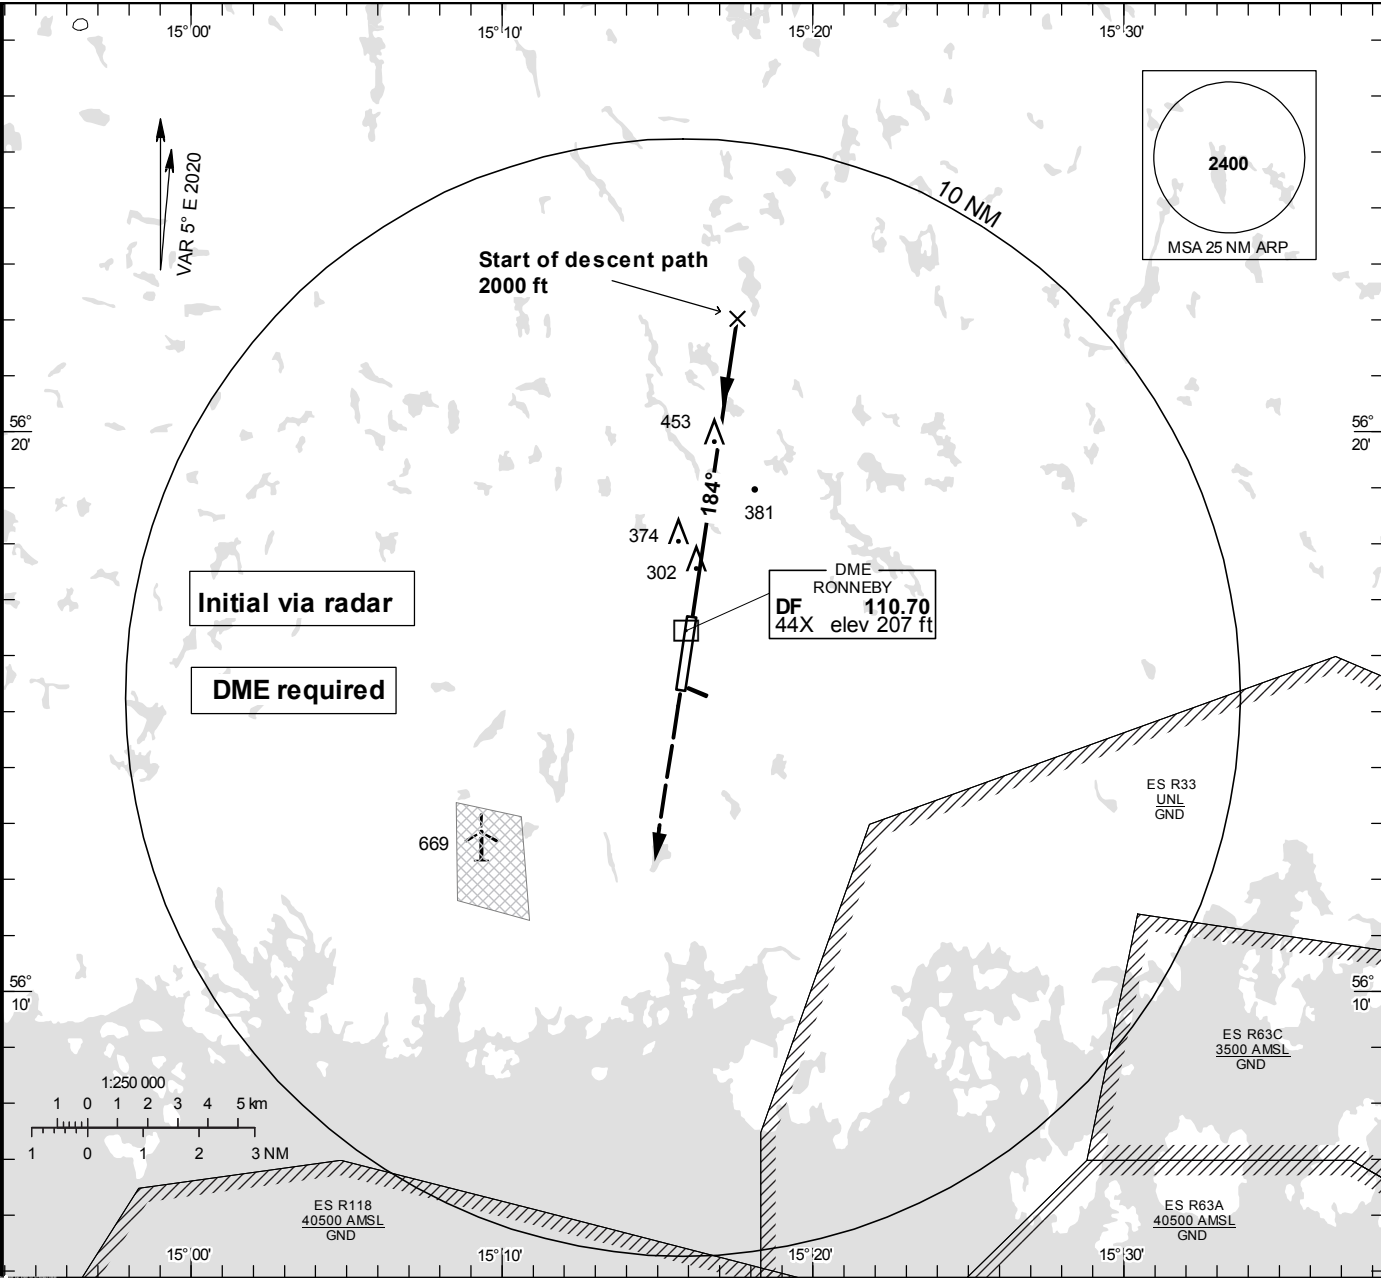 15° 00'
15° 10'
15° 20'
15° 30'
2400
MSA 25 NM ARP
VAR 5° E 2020
10 NM
Start of descent path
2000 ft
453
56°
20'
56°
20'
184°
381
374
302
DME
RONNEBY
DF 110.70
44X elev 207 ft
Initial via radar
DME required
ES R33
UNL
GND
669
56°
10'
56°
10'
ES R63C
3500 AMSL
GND
1:250 000
1 0 1 2 3 4 5 km
1 0 1 2 3 NM
ES R118
40500 AMSL
GND
ES R63A
40500 AMSL
GND
15° 00'
15° 10'
15° 20'
15° 30'